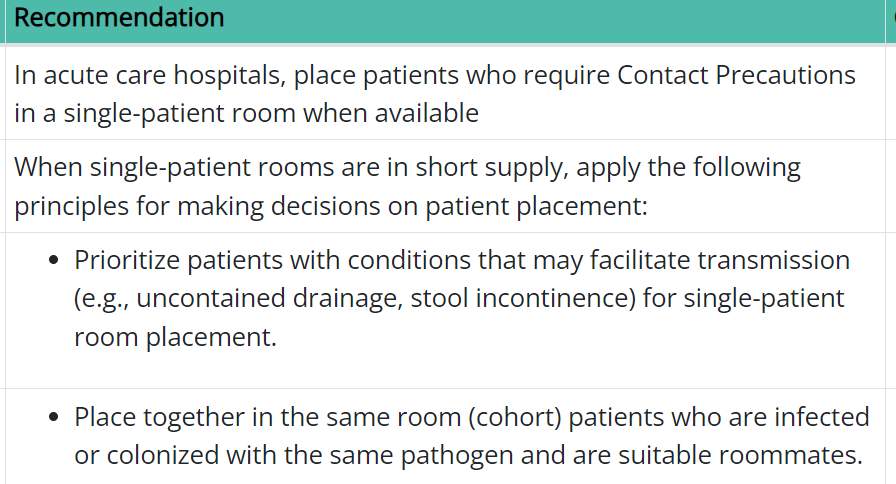 Recommendation
In acute care hospitals, place patients who require Contact Precautions
in a single-patient room when available
When single-patient rooms are in short supply, apply the following
principles for making decisions on patient placement:
• Prioritize patients with conditions that may facilitate transmission
(e.g., uncontained drainage, stool incontinence) for single-patient
room placement.
• Place together in the same room (cohort) patients who are infected
or colonized with the same pathogen and are suitable roommates.